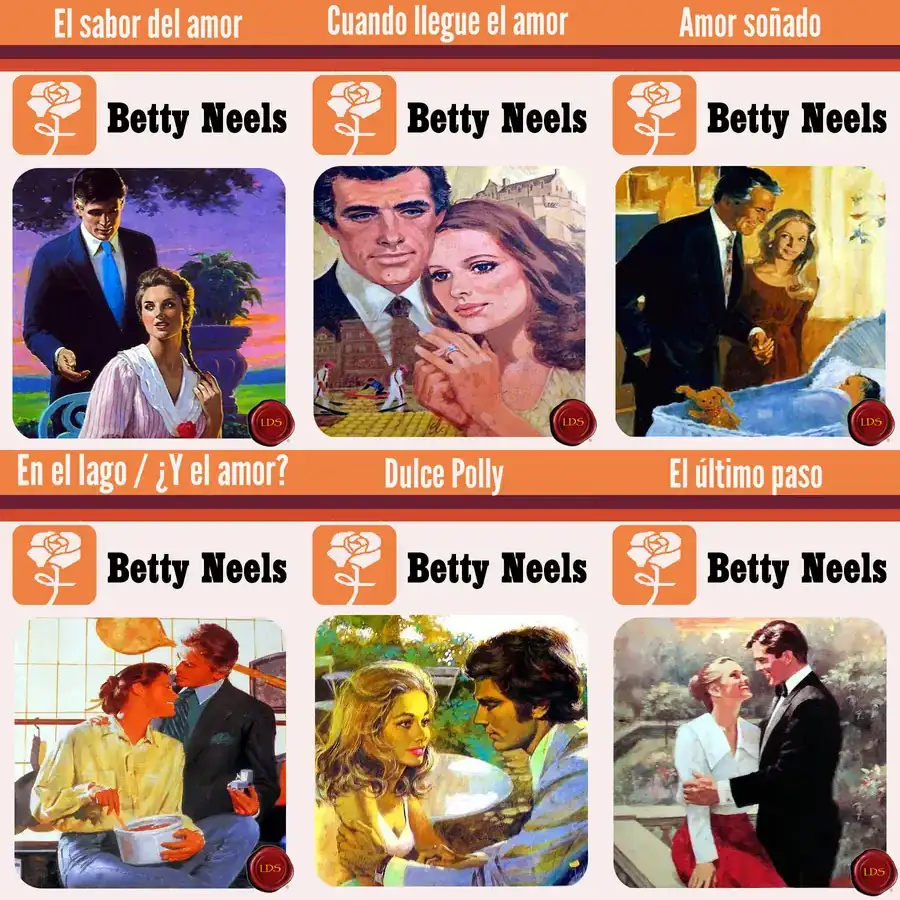 El sabor del amor
Cuando llegue el amor
Amor soñado
Betty Neels
Betty Neels
Betty Neels
LDS
LDS
LDS
En el lago / ¿Y el amor?
Dulce Polly
El último paso
Betty Neels
Betty Neels
Betty Neels
LDS
LDS